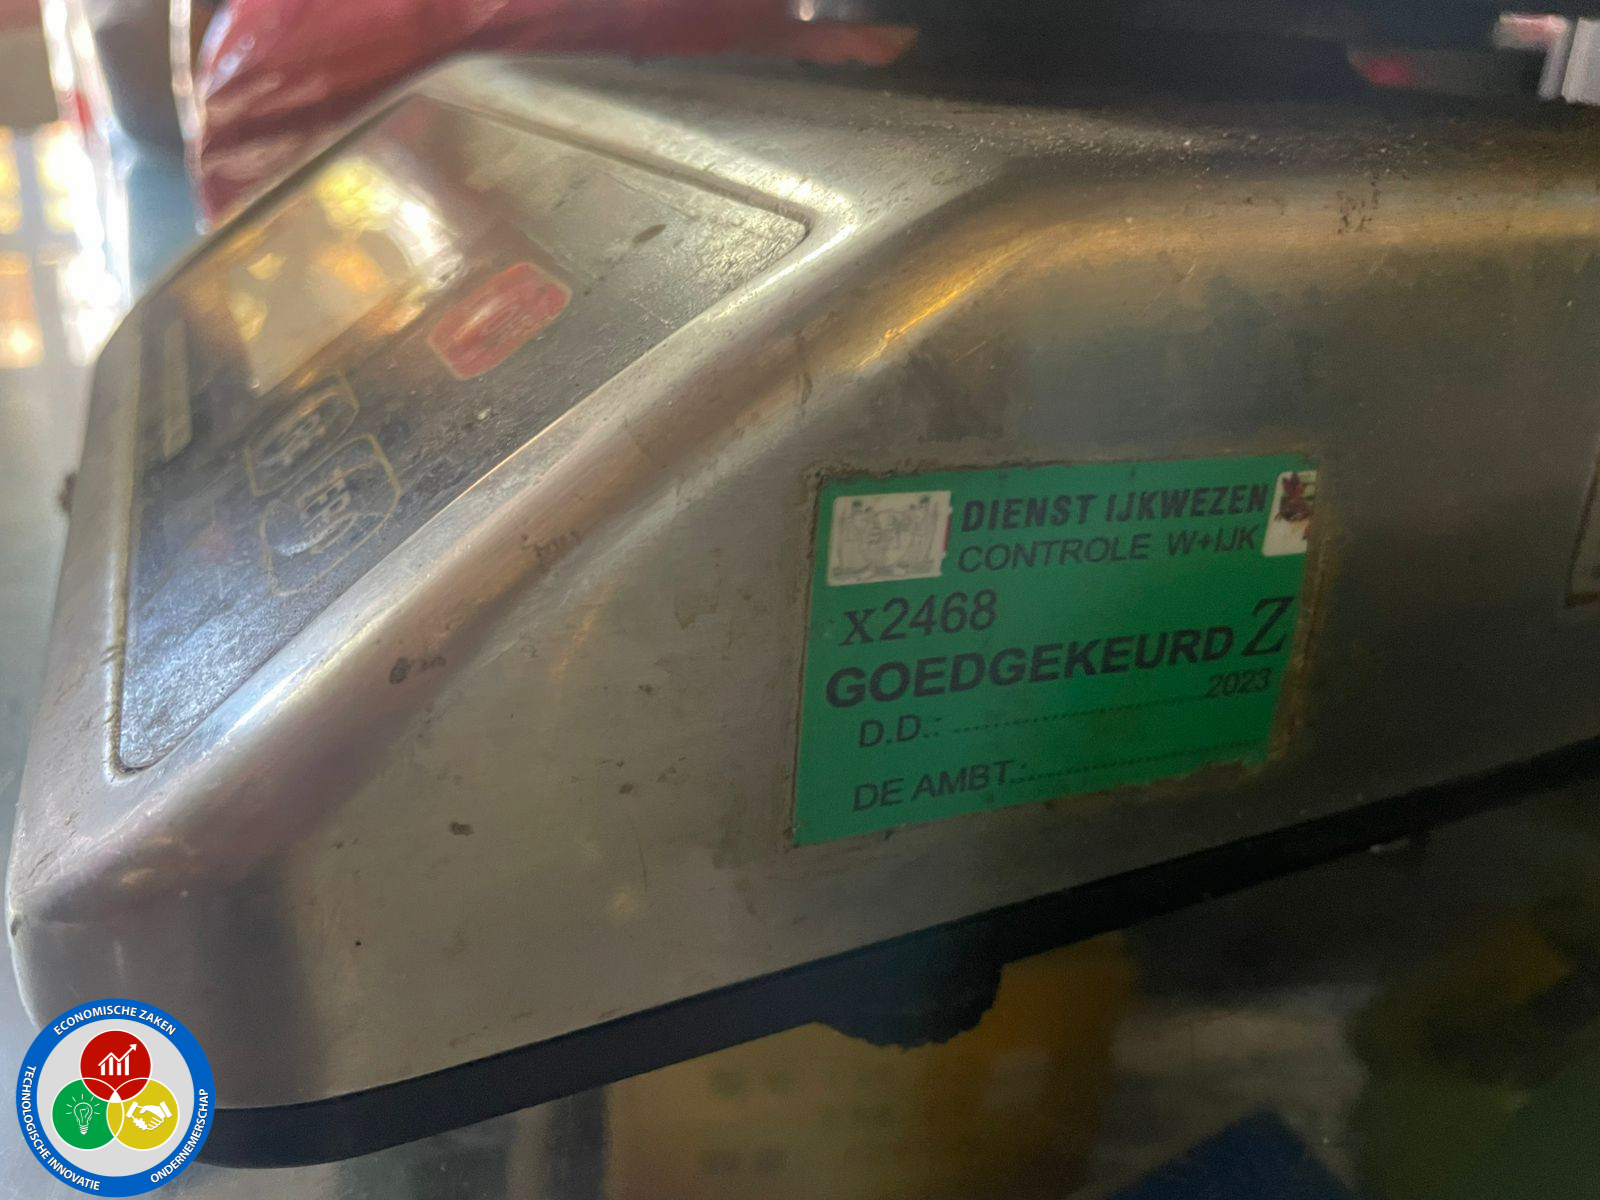 DIENST IJKWEZEN
CONTROLE W+IJK
x2468
GOEDGEKEURD Z
2023
D.D.:
DE AMBT.:
ECONOMISCHE ZAKEN
TECHNOLOGISCHE INNOVATIE
ONDERNEMERSCHAP